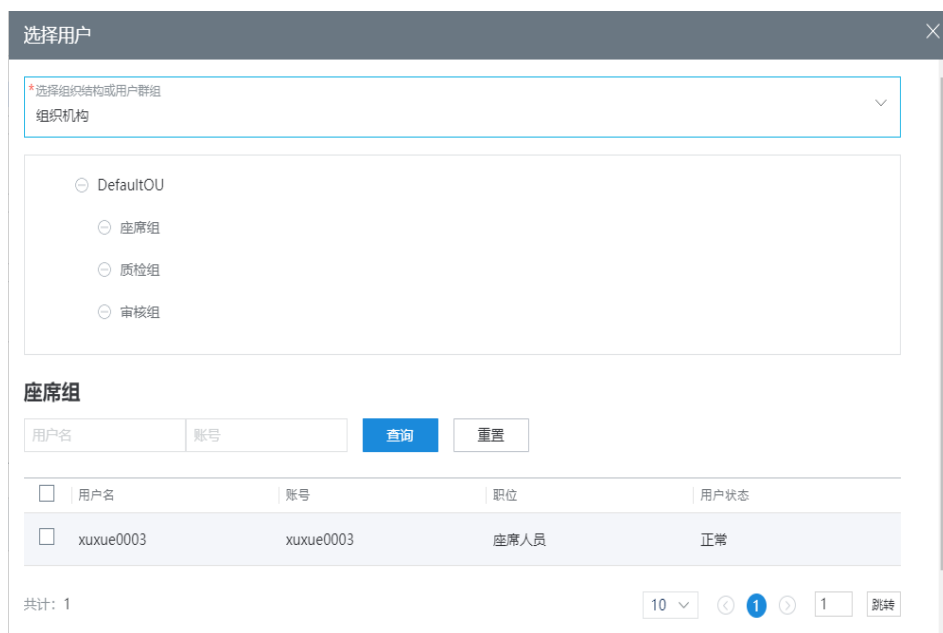 选择用户
*选择组织结构或用户群组
组织机构
DefaultOU
座席组
质检组
审核组
座席组
用户名 账号 查询 重置
用户名 账号 职位 用户状态
xuxue0003 xuxue0003 座席人员 正常
共计: 1 10 1 1 跳转